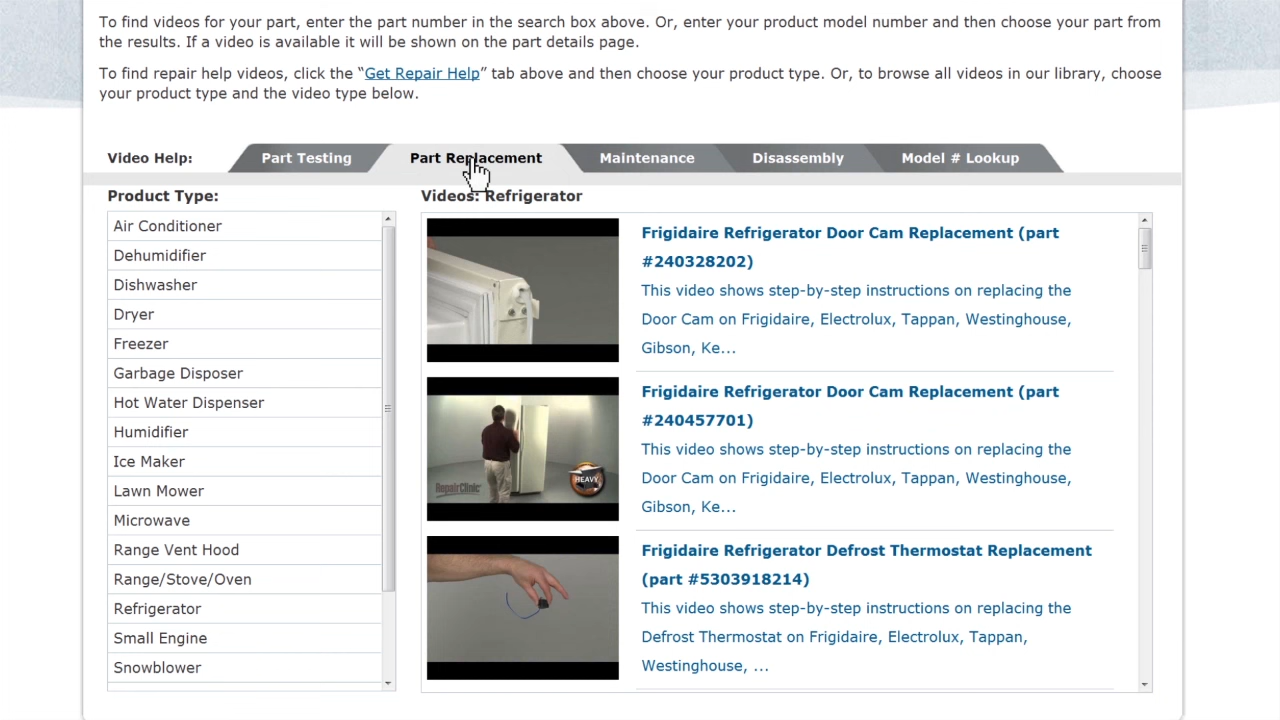 To find videos for your part, enter the part number in the search box above. Or, enter your product model number and then choose your part from
the results. If a video is available it will be shown on the part details page.
To find repair help videos, click the “Get Repair Help” tab above and then choose your product type. Or, to browse all videos in our library, choose
your product type and the video type below.
Video Help:
Part Testing
Part Replacement
Maintenance
Disassembly
Model # Lookup
Product Type:
Air Conditioner
Dehumidifier
Dishwasher
Dryer
Freezer
Garbage Disposer
Hot Water Dispenser
Humidifier
Ice Maker
Lawn Mower
Microwave
Range Vent Hood
Range/Stove/Oven
Refrigerator
Small Engine
Snowblower
Videos: Refrigerator
Frigidaire Refrigerator Door Cam Replacement (part
#240328202)
This video shows step-by-step instructions on replacing the
Door Cam on Frigidaire, Electrolux, Tappan, Westinghouse,
Gibson, Ke...
RepairClinic
HEAVY
Frigidaire Refrigerator Door Cam Replacement (part
#240457701)
This video shows step-by-step instructions on replacing the
Door Cam on Frigidaire, Electrolux, Tappan, Westinghouse,
Gibson, Ke...
Frigidaire Refrigerator Defrost Thermostat Replacement
(part #5303918214)
This video shows step-by-step instructions on replacing the
Defrost Thermostat on Frigidaire, Electrolux, Tappan,
Westinghouse, ...